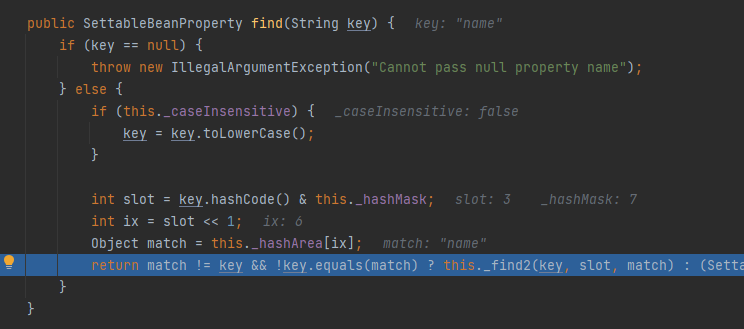 public SettableBeanProperty find(String key) {   key: "name"
    if (key == null) {
        throw new IllegalArgumentException("Cannot pass null property name");
    } else {
        if (this._caseInsensitive) {   _caseInsensitive: false
            key = key.toLowerCase();
        }

        int slot = key.hashCode() & this._hashMask;   slot: 3    _hashMask: 7
        int ix = slot << 1;   ix: 6
        Object match = this._hashArea[ix];   match: "name"
        return match != key && !key.equals(match) ? this._find2(key, slot, match) : (Setta
    }
}